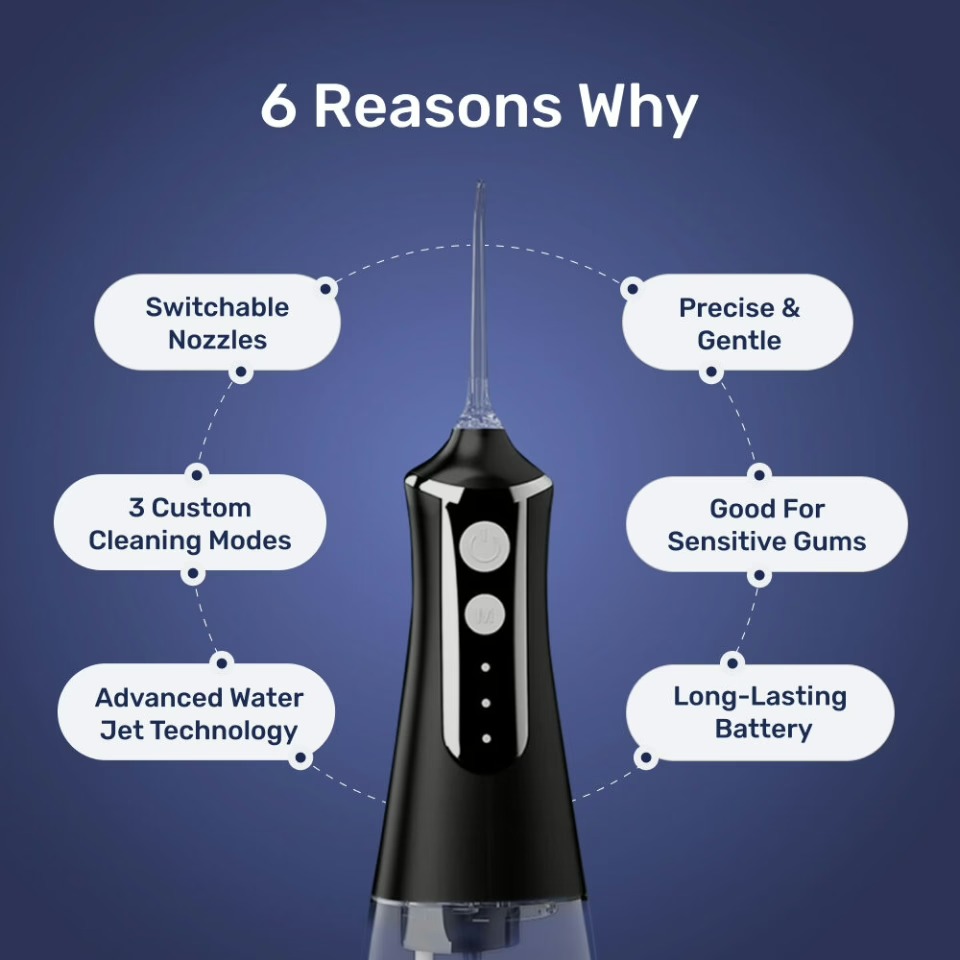 6 Reasons Why
Switchable
Nozzles
Precise &
Gentle
3 Custom
Cleaning Modes
Good For
Sensitive Gums
M
Advanced Water
Jet Technology
Long-Lasting
Battery